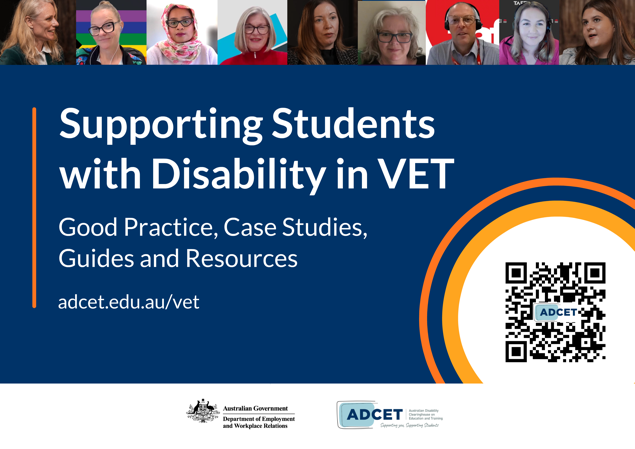 Supporting Students
with Disability in VET
Good Practice, Case Studies,
Guides and Resources
adcet.edu.au/vet
ADCET
Australian Government
Department of Employment
and Workplace Relations
ADCET
Australian Disability
Clearinghouse on
Education and Training
Supporting you, Supporting Students